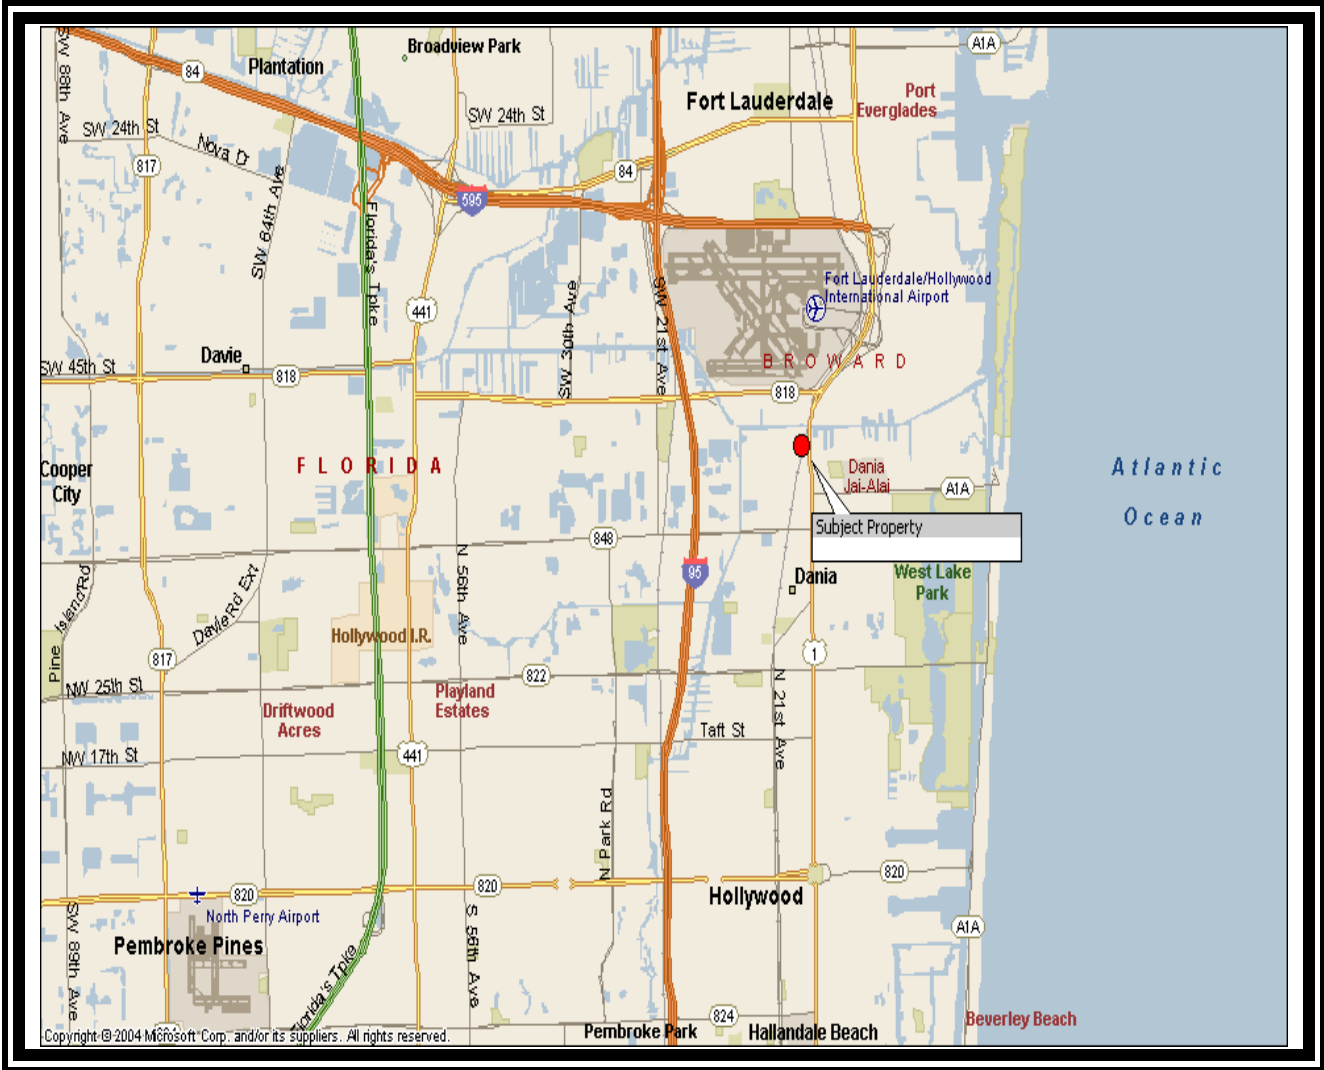 Broadview Park
A1A
SW 88th Ave
84
Plantation
Port
Everglades
Fort Lauderdale
SW 24th St
SW 24th St
Nova Dr
817
84
SW 64th Ave
595
Florida's Tpke
Fort Lauderdale/Hollywood
International Airport
441
SW 30th Ave
SW 21st Ave
Davie
BROWARD
SW 45th St
818
818
FLORIDA
Cooper
City
Dania
Jai-Alai
A1A
Atlantic
Ocean
Subject Property
848
95
Dania
West Lake
Park
Pine Island Rd
Davie Rd Ext
N 56th Ave
Hollywood I.R.
817
1
822
NW 25th St
Playland
Estates
Driftwood
Acres
N 21st Ave
Taft St
NW 17th St
441
N Park Rd
820
820
820
Hollywood
North Perry Airport
SW 89th Ave
S 56th Ave
A1A
Pembroke Pines
Florida's Tpke
824
Beverley Beach
Pembroke Park
Hallandale Beach
Copyright © 2004 Microsoft Corp. and/or its suppliers. All rights reserved.